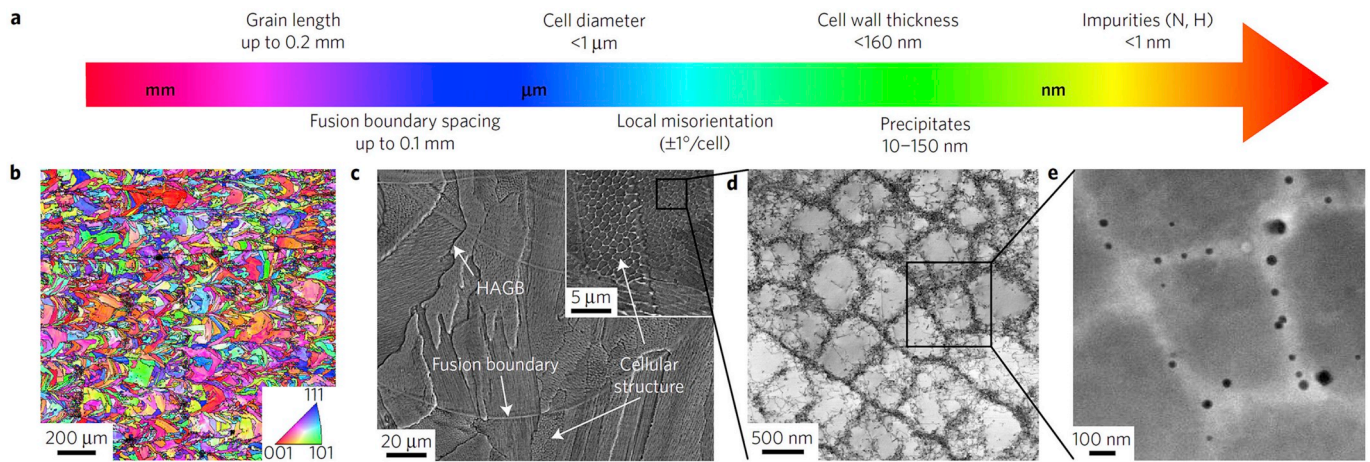 a
Grain length
up to 0.2 mm
Cell diameter
<1 μm
Cell wall thickness
<160 nm
Impurities (N, H)
<1 nm
mm
μm
nm
Fusion boundary spacing
up to 0.1 mm
Local misorientation
(±1°/cell)
Precipitates
10–150 nm
b
200 μm
111
001
101
c
HAGB
5 μm
Fusion boundary
Cellular
structure
20 μm
d
500 nm
e
100 nm